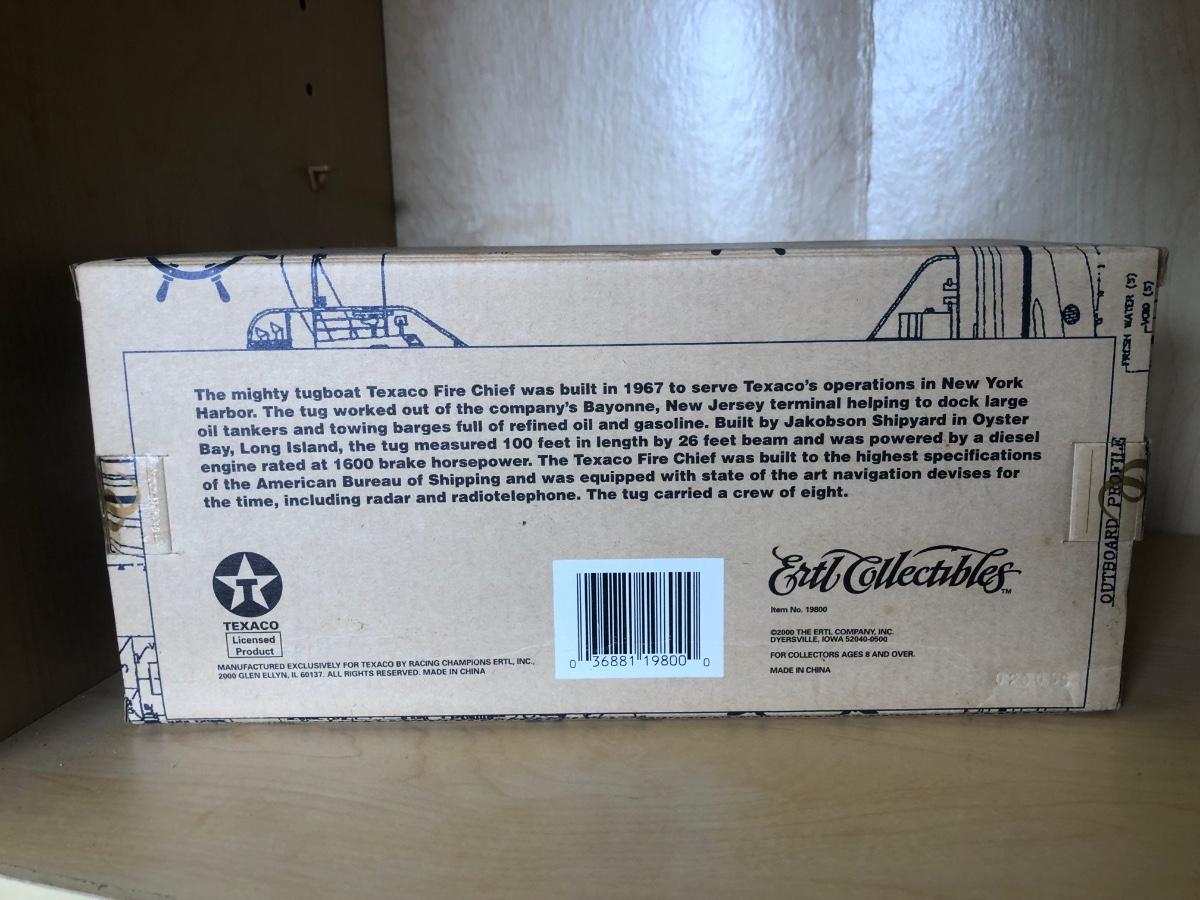 FRESH WATER (S)
VOID (S)
The mighty tugboat Texaco Fire Chief was built in 1967 to serve Texaco's operations in New York
Harbor. The tug worked out of the company's Bayonne, New Jersey terminal helping to dock large
oil tankers and towing barges full of refined oil and gasoline. Built by Jakobson Shipyard in Oyster
Bay, Long Island, the tug measured 100 feet in length by 26 feet beam and was powered by a diesel
engine rated at 1600 brake horsepower. The Texaco Fire Chief was built to the highest specifications
of the American Bureau of Shipping and was equipped with state of the art navigation devises for
the time, including radar and radiotelephone. The tug carried a crew of eight.
OUTBOARD PROFILE
T
TEXACO
Licensed
Product
MANUFACTURED EXCLUSIVELY FOR TEXACO BY RACING CHAMPIONS ERTL, INC.,
2000 GLEN ELLYN, IL 60137. ALL RIGHTS RESERVED. MADE IN CHINA
0 36881 19800 0
Ertl Collectibles™
Item No. 19800
©2000 THE ERTL COMPANY, INC.
DYERSVILLE, IOWA 52040-0500
FOR COLLECTORS AGES 8 AND OVER.
MADE IN CHINA